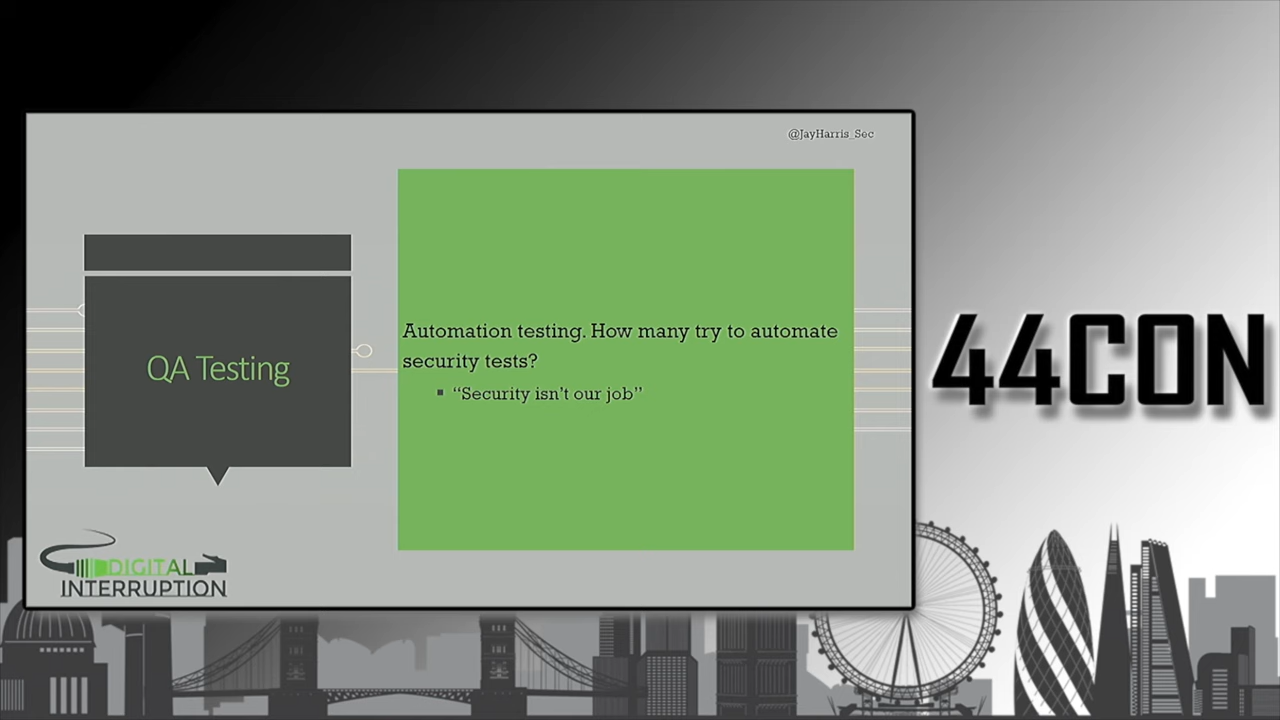 @JayHarris_Sec
QA Testing
Automation testing. How many try to automate
security tests?
▪ “Security isn’t our job”
DIGITAL
INTERRUPTION
44CON